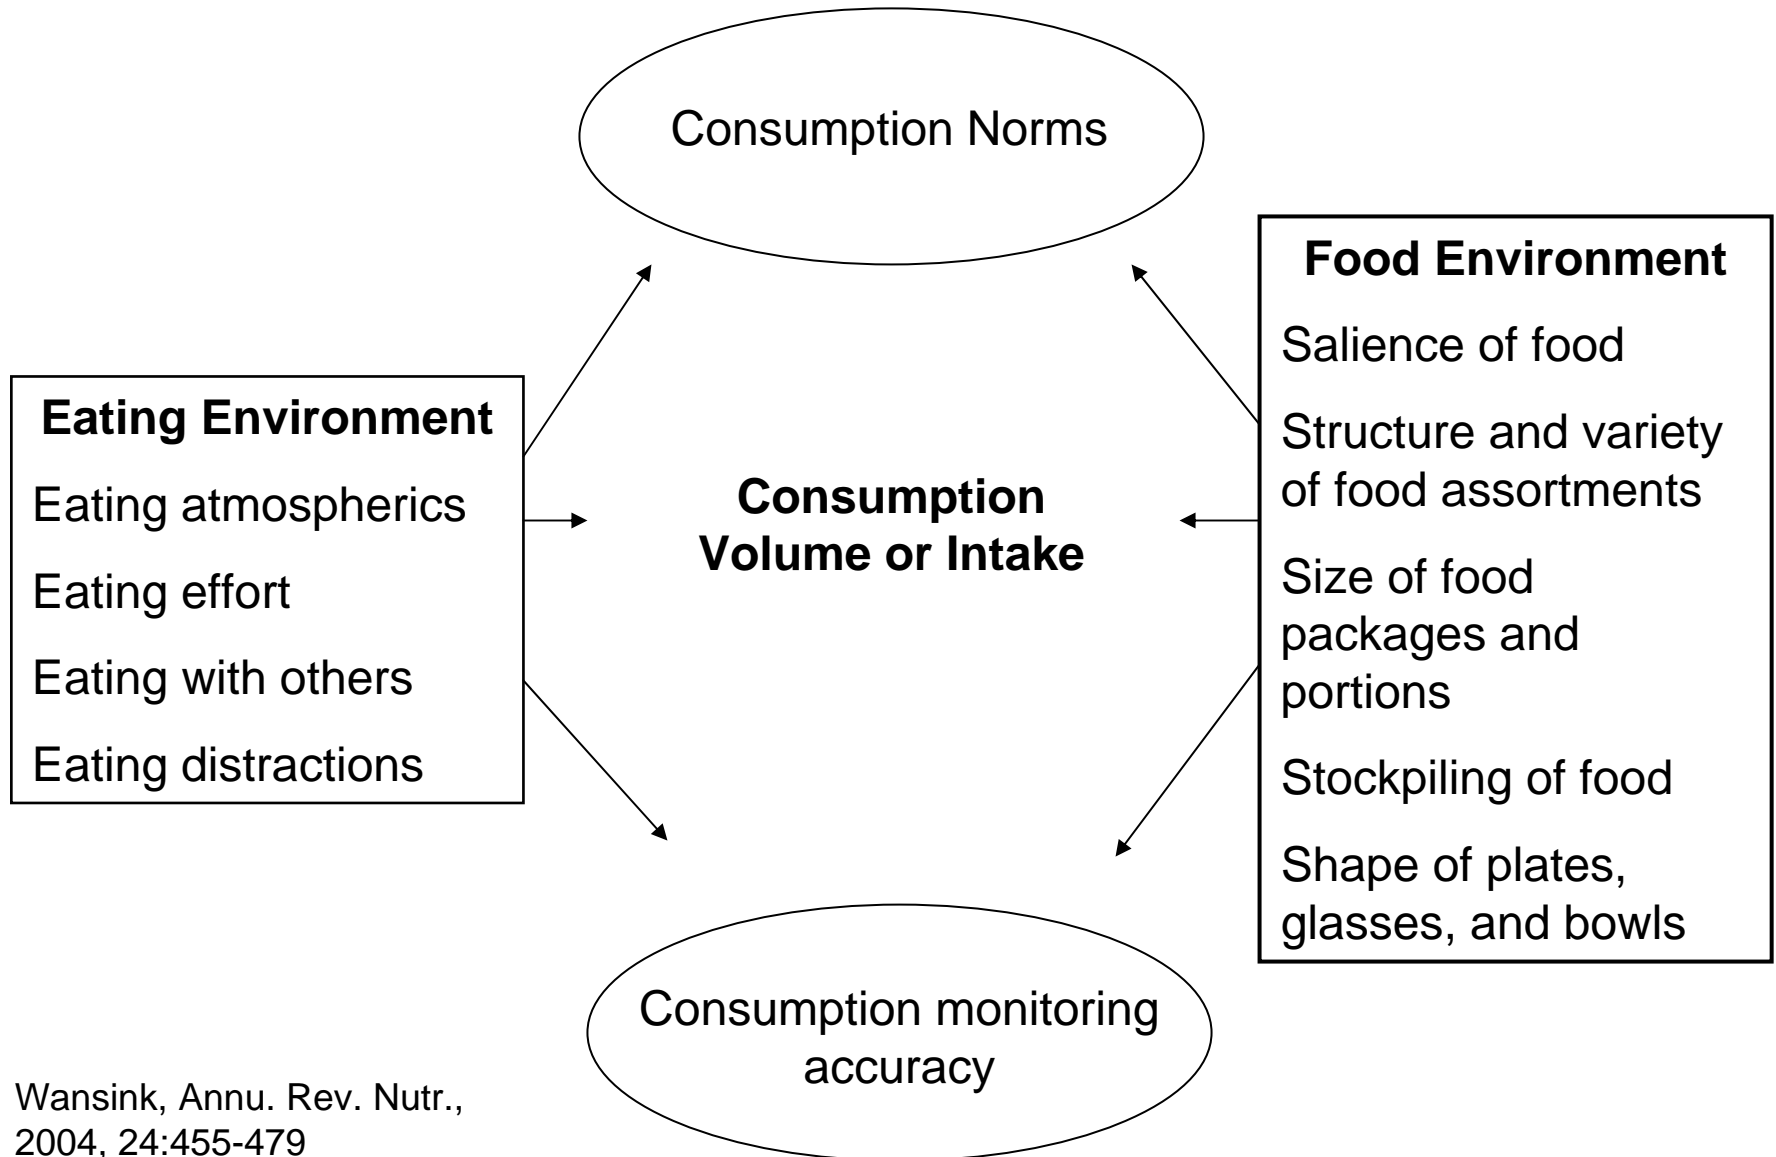 Consumption Norms
Eating Environment
Eating atmospherics
Eating effort
Eating with others
Eating distractions
Consumption
Volume or Intake
Food Environment
Salience of food
Structure and variety
of food assortments
Size of food
packages and
portions
Stockpiling of food
Shape of plates,
glasses, and bowls
Consumption monitoring
accuracy
Wansink, Annu. Rev. Nutr.,
2004, 24:455-479